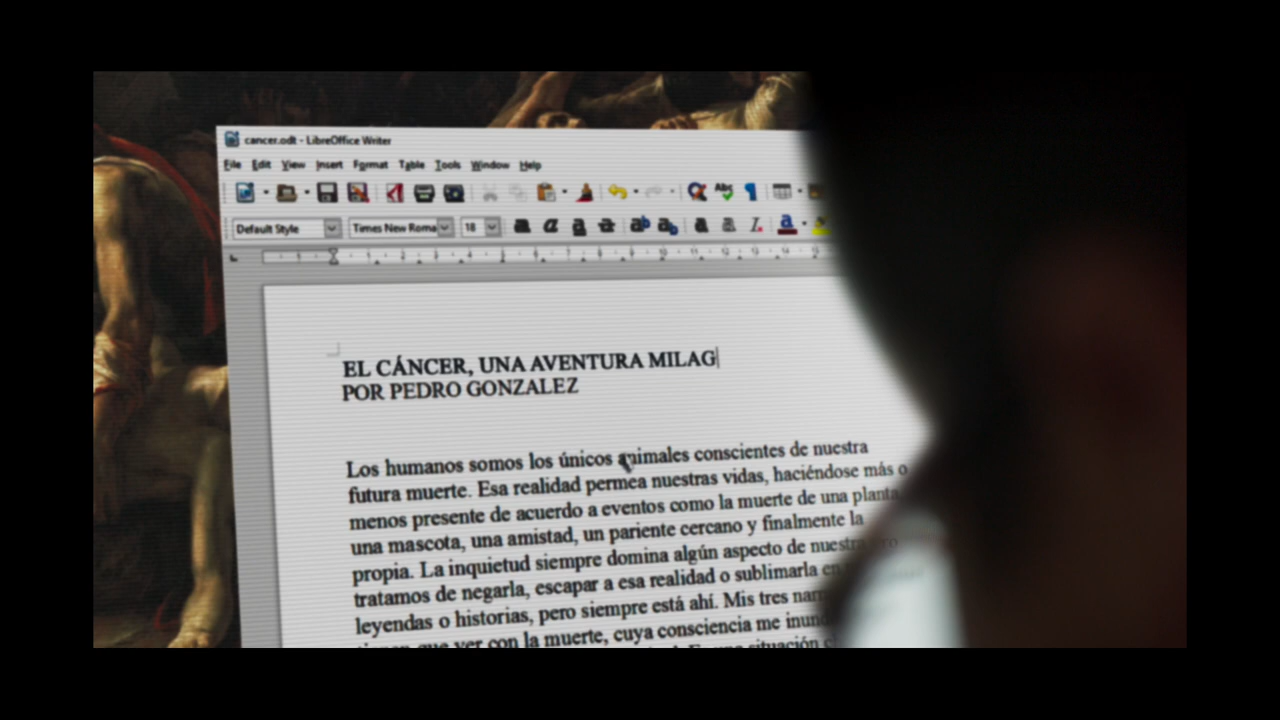 cancer.odt - LibreOffice Writer
File Edit View Insert Format Table Tools Window Help
Abc
Default Style Times New Roma 18
EL CÁNCER, UNA AVENTURA MILAG
POR PEDRO GONZALEZ
Los humanos somos los únicos animales conscientes de nuestra
futura muerte. Esa realidad permea nuestras vidas, haciéndose más o
menos presente de acuerdo a eventos como la muerte de una planta,
una mascota, una amistad, un pariente cercano y finalmente la
propia. La inquietud siempre domina algún aspecto de nuestra
tratamos de negarla, escapar a esa realidad o sublimarla en
leyendas o historias, pero siempre está ahí. Mis tres narr
que ver con la muerte, cuya consciencia me inund
situación